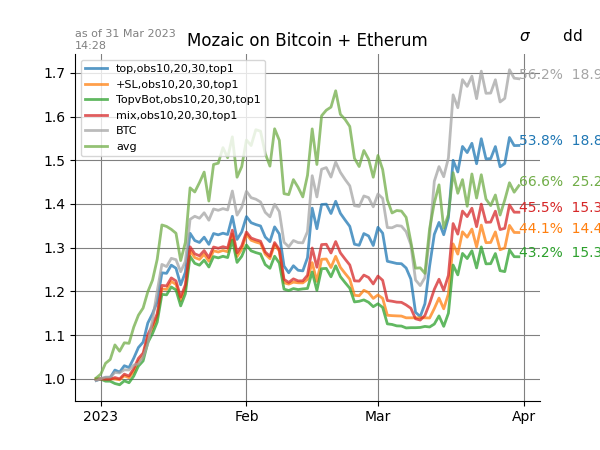 as of 31 Mar 2023
14:28
Mozaic on Bitcoin + Etherum
σ dd
top,obs10,20,30,top1
+SL,obs10,20,30,top1
TopvBot,obs10,20,30,top1
mix,obs10,20,30,top1
BTC
avg
1.7
1.6
1.5
1.4
1.3
1.2
1.1
1.0
56.2% 18.9
53.8% 18.8
66.6% 25.2
45.5% 15.3
44.1% 14.4
43.2% 15.3
2023 Feb Mar Apr